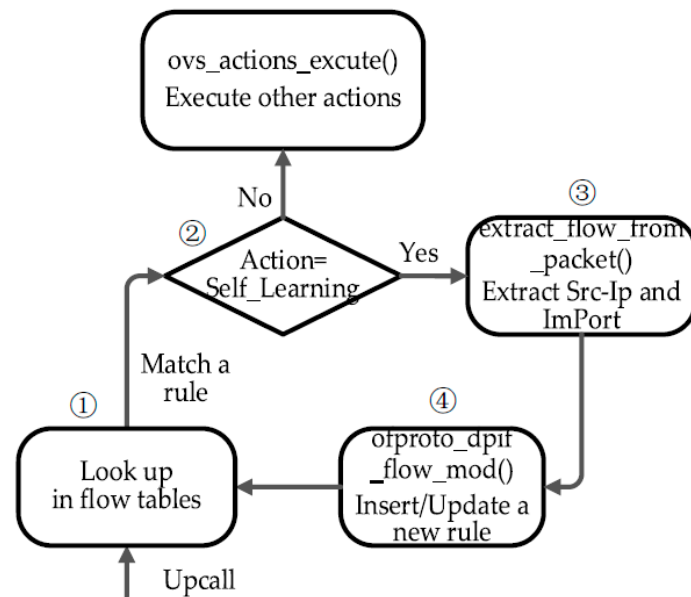 ovs_actions_excute()
Execute other actions
No
③
②
extract_flow_from
_packet()
Extract Src-Ip and
ImPort
Action=
Self_Learning
Yes
Match a
rule
①
④
Look up
in flow tables
ofproto_dpif
_flow_mod()
Insert/Update a
new rule
Upcall